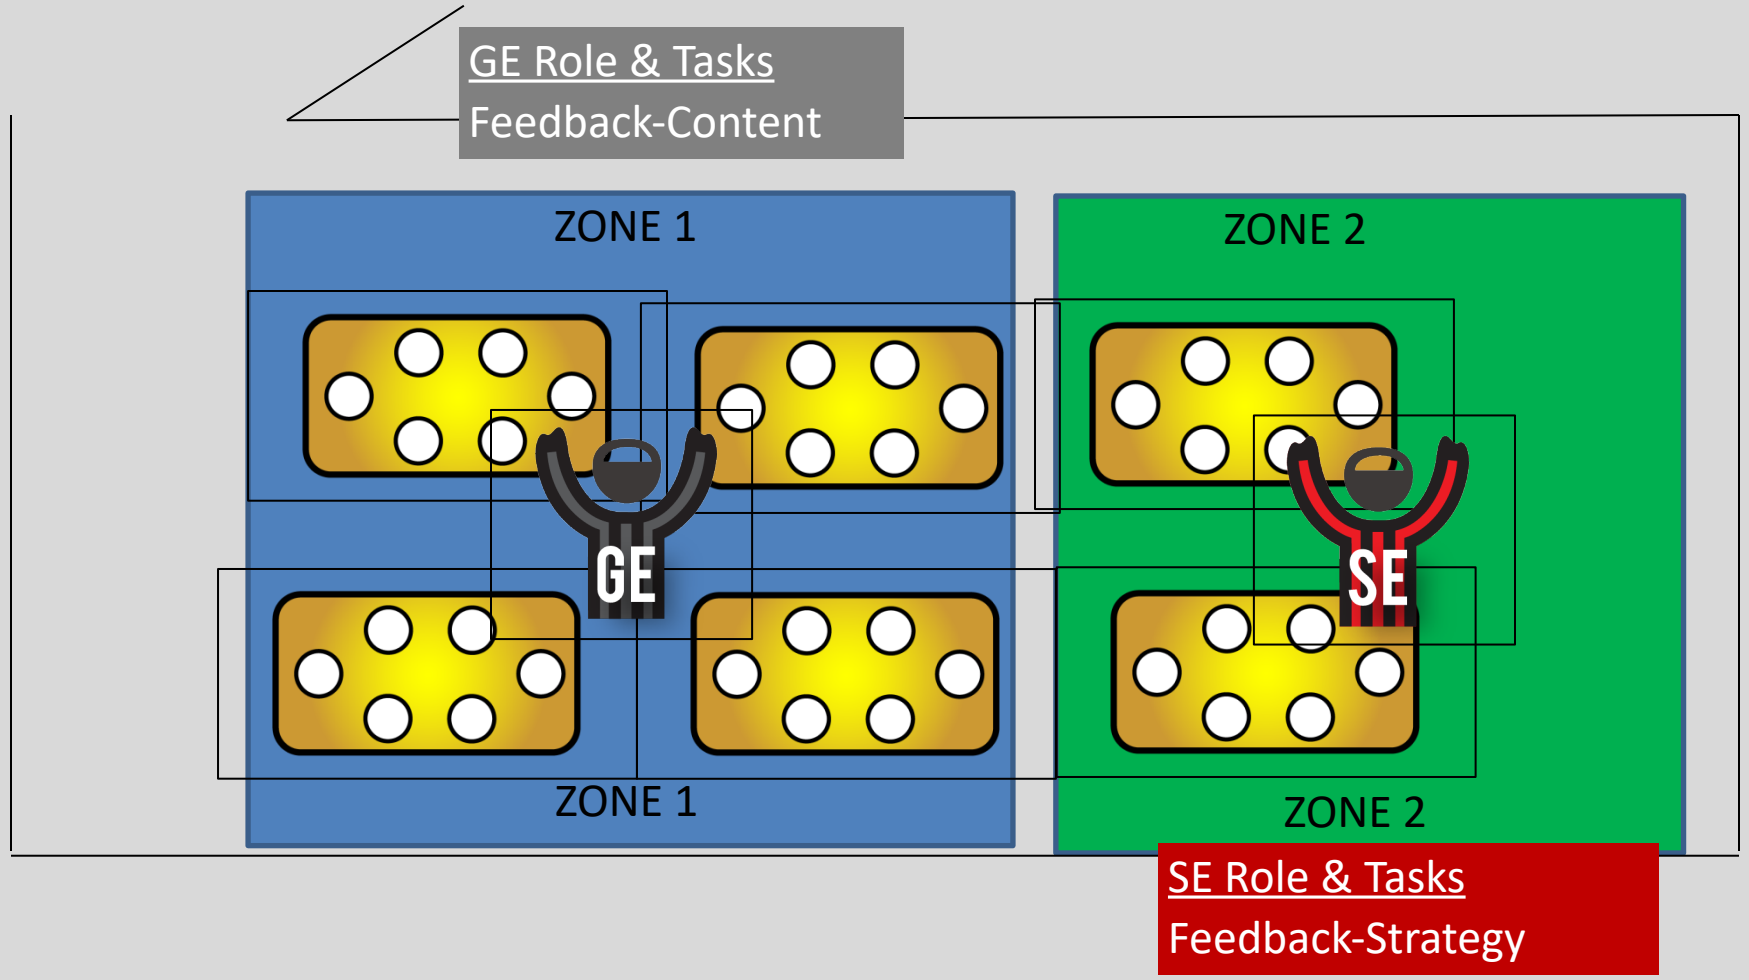 GE Role & Tasks
Feedback-Content
ZONE 1
ZONE 2
GE
SE
ZONE 1
ZONE 2
SE Role & Tasks
Feedback-Strategy